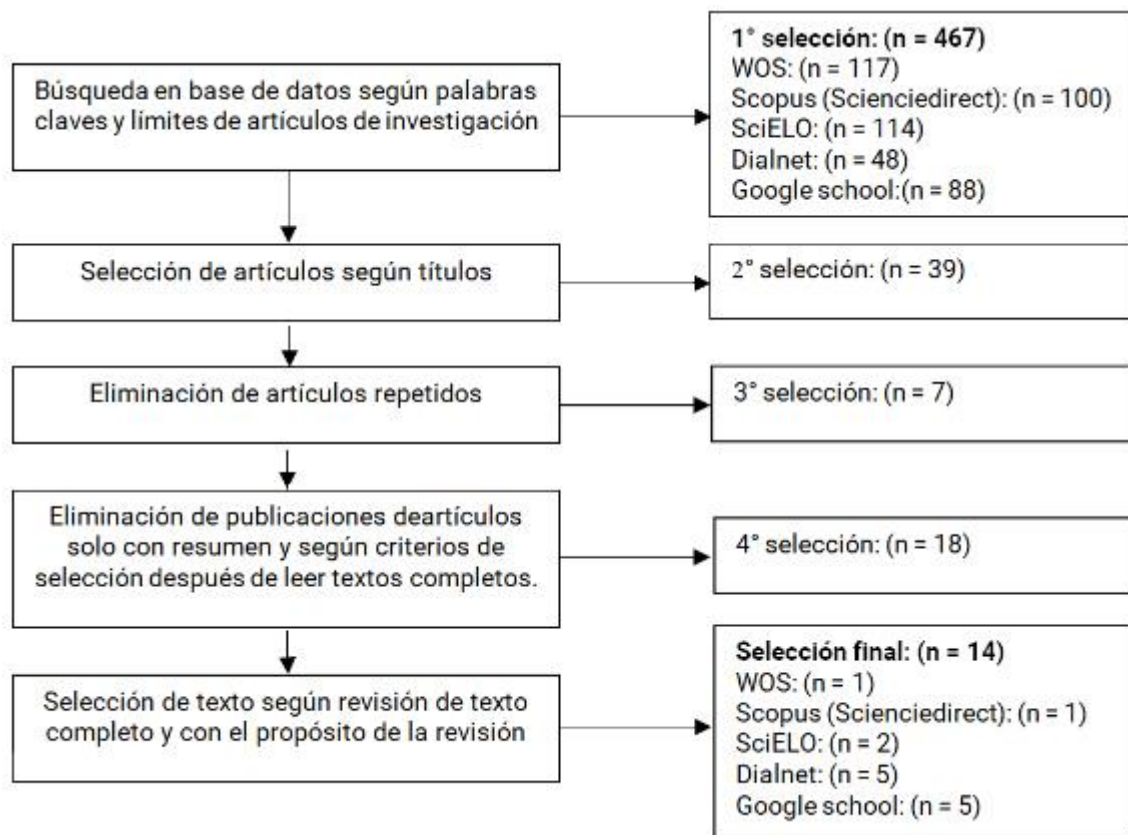 Búsqueda en base de datos según palabras
claves y límites de artículos de investigación
1° selección: (n = 467)
WOS: (n = 117)
Scopus (Scienciedirect): (n = 100)
SciELO: (n = 114)
Dialnet: (n = 48)
Google school:(n = 88)
Selección de artículos según títulos
2° selección: (n = 39)
Eliminación de artículos repetidos
3° selección: (n = 7)
Eliminación de publicaciones deartículos
solo con resumen y según criterios de
selección después de leer textos completos.
4° selección: (n = 18)
Selección de texto según revisión de texto
completo y con el propósito de la revisión
Selección final: (n = 14)
WOS: (n = 1)
Scopus (Scienciedirect): (n = 1)
SciELO: (n = 2)
Dialnet: (n = 5)
Google school: (n = 5)